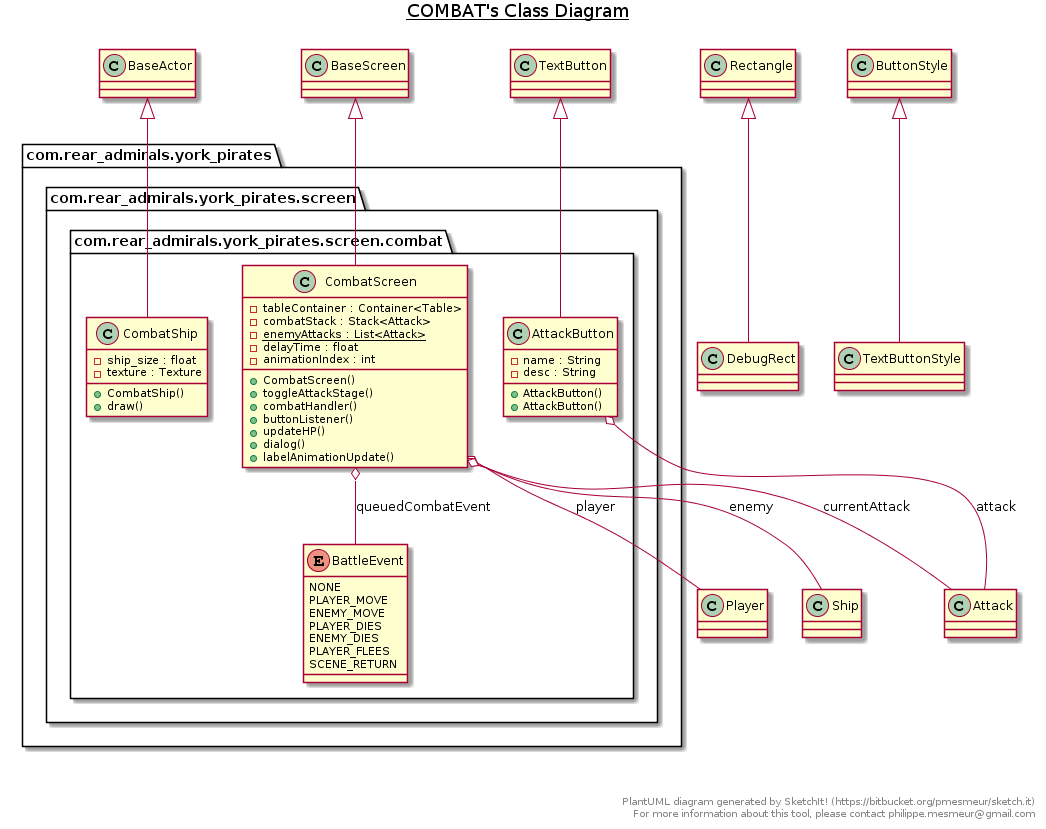 COMBAT's Class Diagram
C BaseActor
C BaseScreen
C TextButton
C Rectangle
C ButtonStyle
com.rear_admirals.york_pirates
com.rear_admirals.york_pirates.screen
com.rear_admirals.york_pirates.screen.combat
C CombatShip
ship_size : float
texture : Texture
CombatShip()
draw()
C CombatScreen
tableContainer : Container<Table>
combatStack : Stack<Attack>
enemyAttacks : List<Attack>
delayTime : float
animationIndex : int
CombatScreen()
toggleAttackStage()
combatHandler()
buttonListener()
updateHP()
dialog()
labelAnimationUpdate()
C AttackButton
name : String
desc : String
AttackButton()
AttackButton()
C DebugRect
C TextButtonStyle
queuedCombatEvent
player
enemy
currentAttack
attack
E BattleEvent
NONE
PLAYER_MOVE
ENEMY_MOVE
PLAYER_DIES
ENEMY_DIES
PLAYER_FLEES
SCENE_RETURN
C Player
C Ship
C Attack
PlantUML diagram generated by SketchIt! (https://bitbucket.org/pmesmeur/sketch.it)
For more information about this tool, please contact philippe.mesmeur@gmail.com